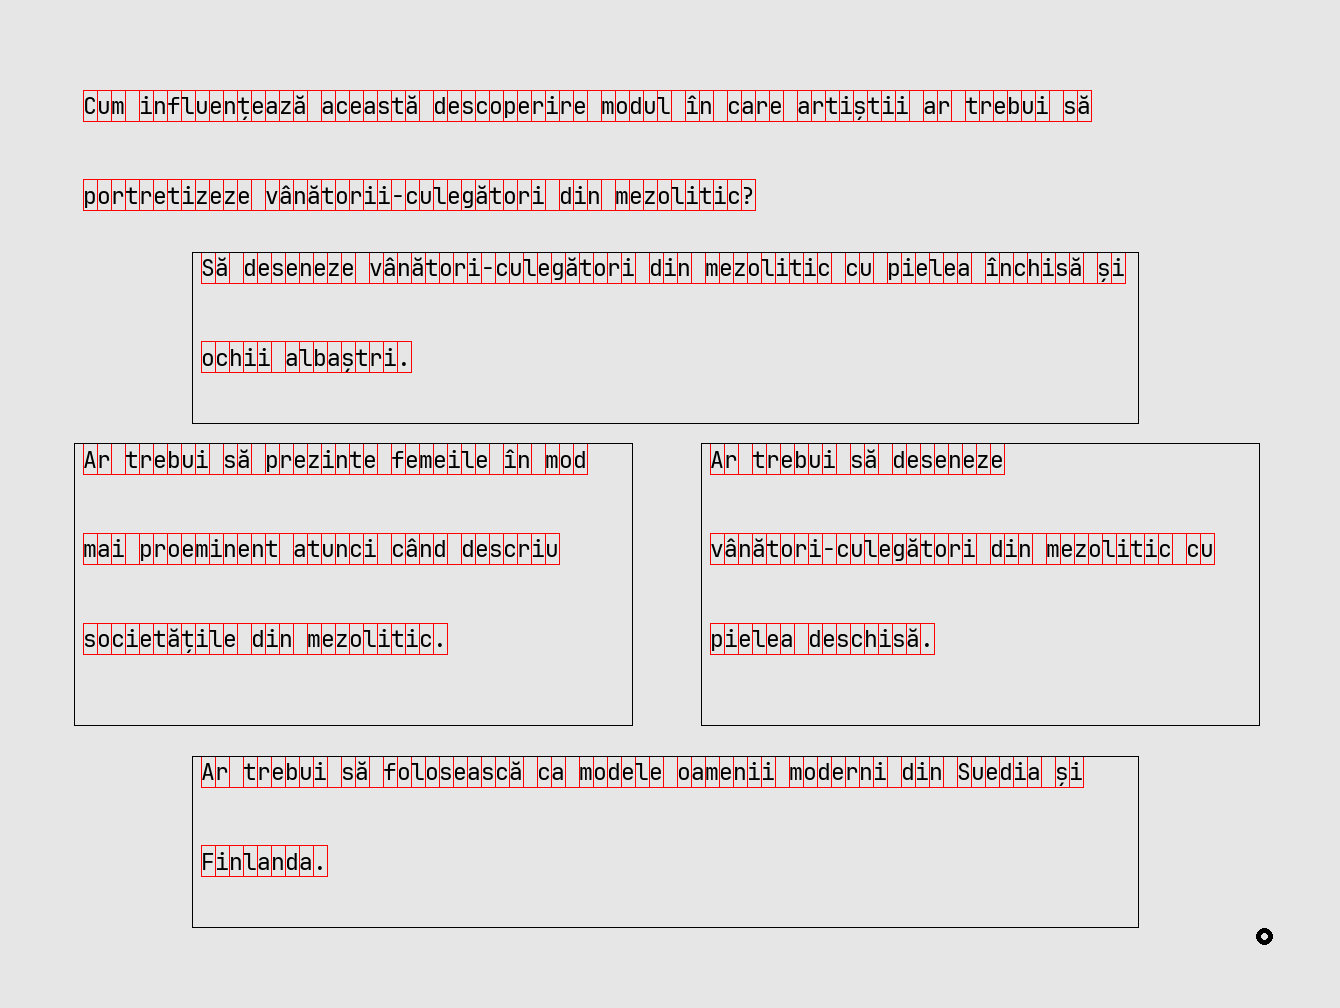 Cum influențează această descoperire modul în care artiștii ar trebui să
portretizeze vânătorii-culegători din mezolitic?
Să deseneze vânători-culegători din mezolitic cu pielea închisă și
ochii albaștri.
Ar trebui să prezinte femeile în mod
mai proeminent atunci când descriu
societățile din mezolitic.
Ar trebui să deseneze
vânători-culegători din mezolitic cu
pielea deschisă.
Ar trebui să folosească ca modele oamenii moderni din Suedia și
Finlanda.